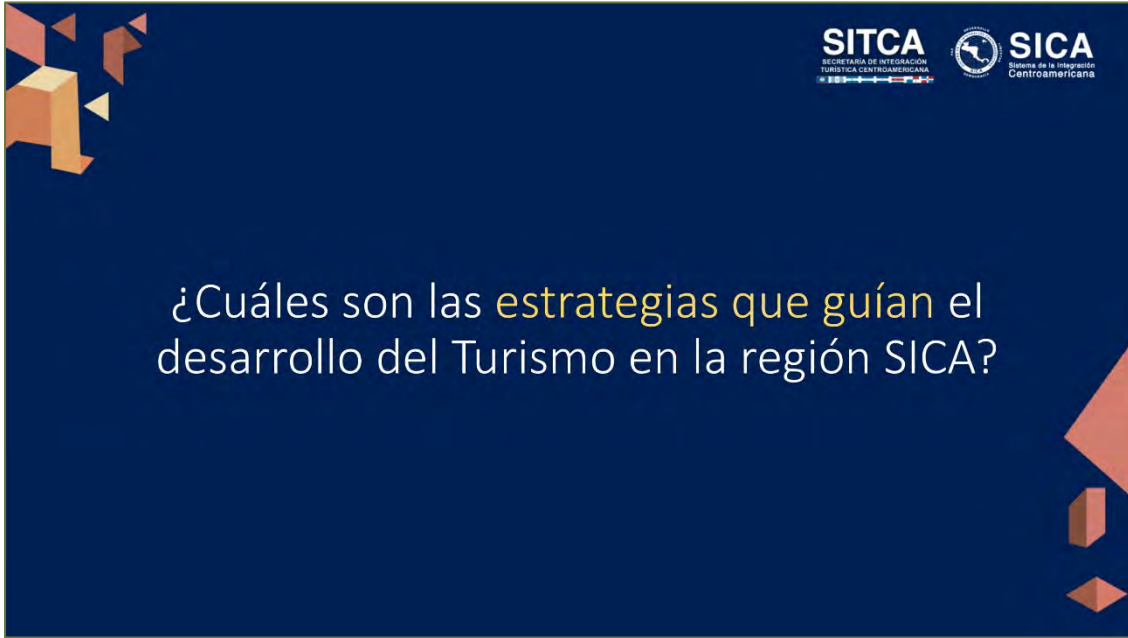 SITCA
SECRETARÍA DE INTEGRACIÓN
TURÍSTICA CENTROAMERICANA
SICA
Sistema de la Integración
Centroamericana
¿Cuáles son las estrategias que guían el
desarrollo del Turismo en la región SICA?